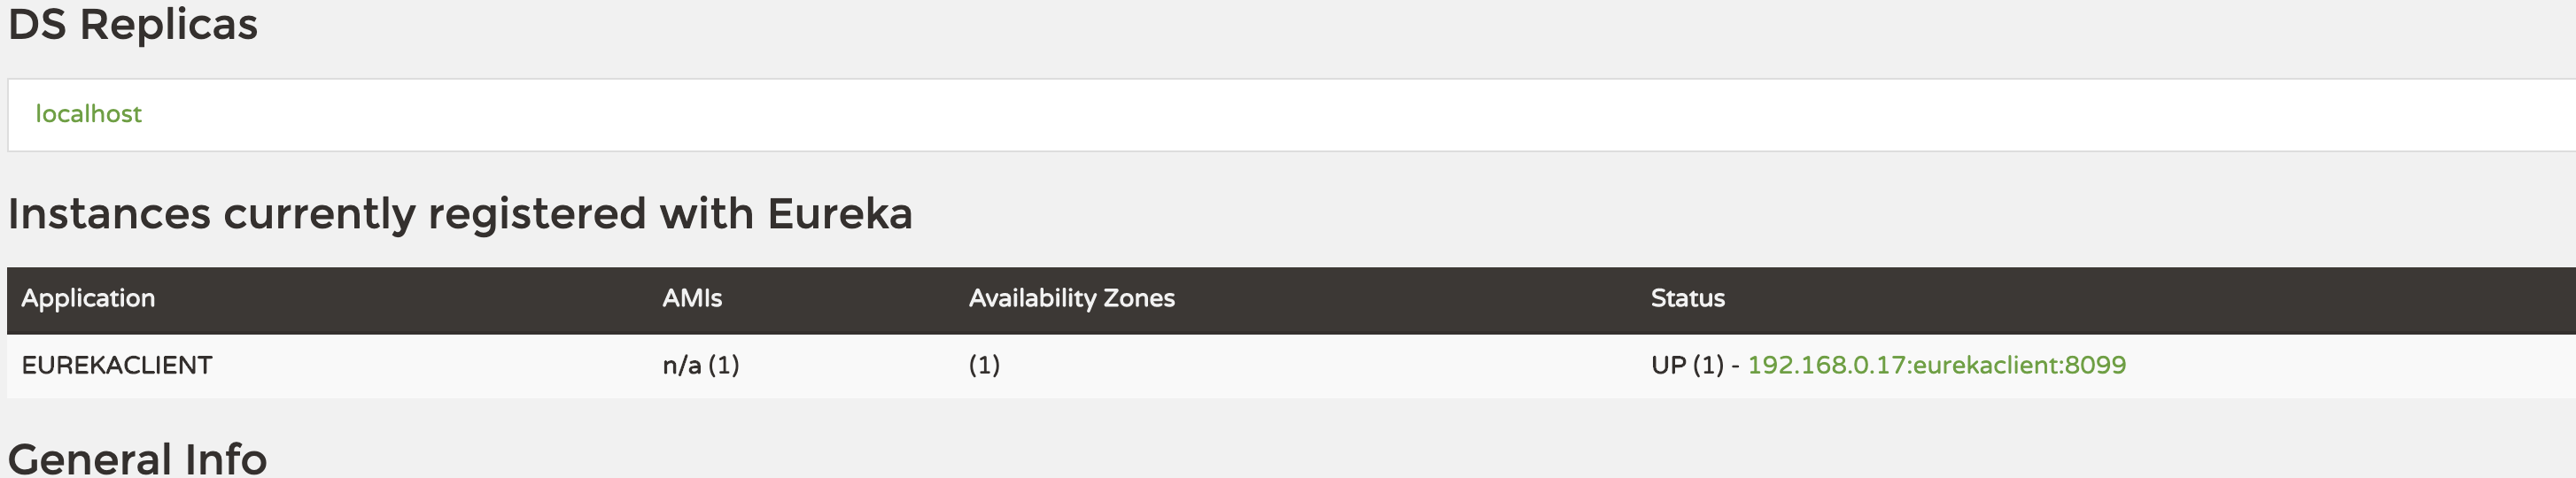 DS Replicas
localhost
Instances currently registered with Eureka
Application AMIs Availability Zones Status
EUREKACLIENT n/a (1) (1) UP (1) - 192.168.0.17:eurekaclient:8099
General Info